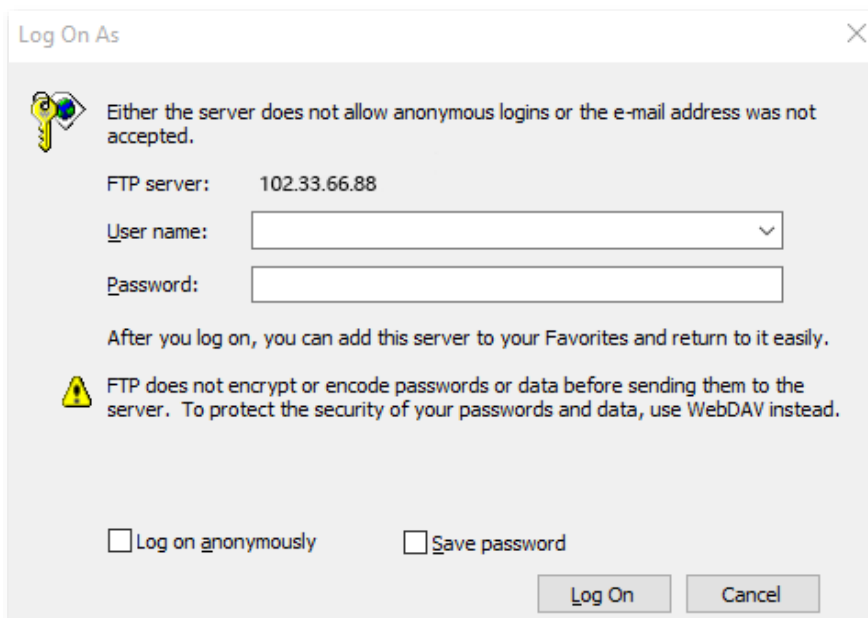 Log On As
Either the server does not allow anonymous logins or the e-mail address was not
accepted.
FTP server: 102.33.66.88
User name:
Password:
After you log on, you can add this server to your Favorites and return to it easily.
FTP does not encrypt or encode passwords or data before sending them to the
server. To protect the security of your passwords and data, use WebDAV instead.
Log on anonymously Save password
Log On Cancel